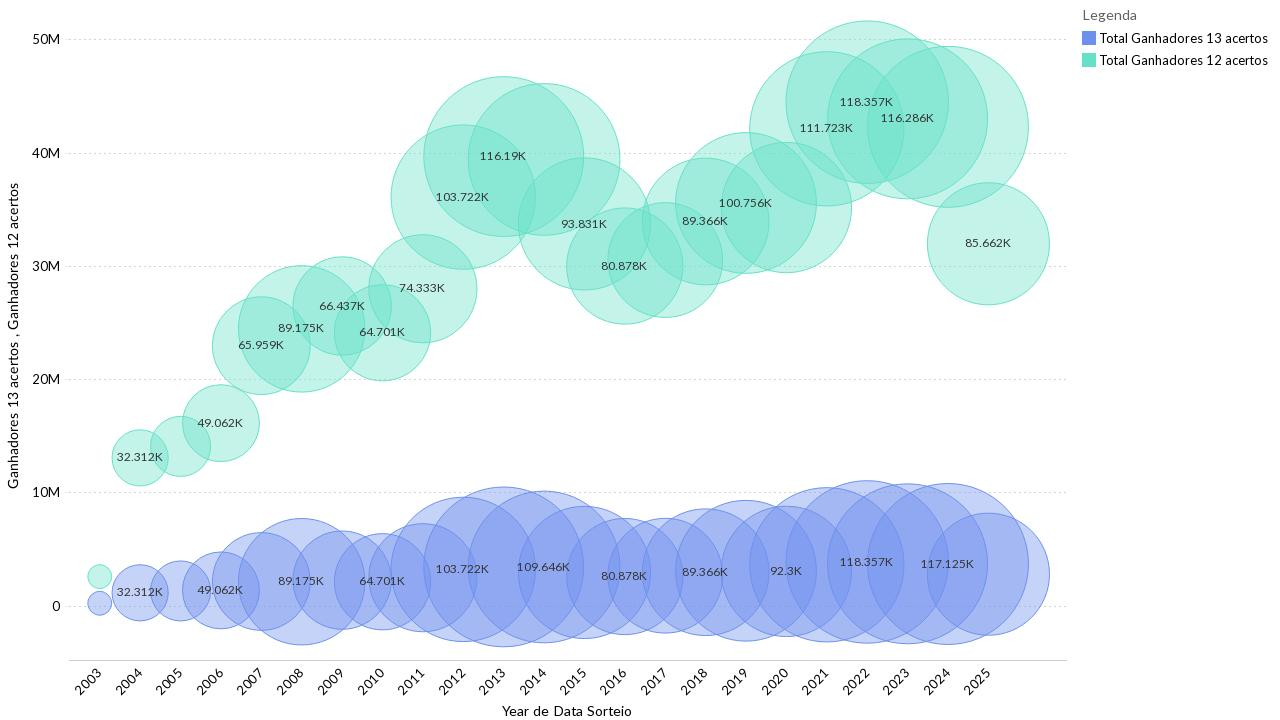 Legenda
Total Ganhadores 13 acertos
Total Ganhadores 12 acertos
Ganhadores 13 acertos , Ganhadores 12 acertos
50M
40M
30M
20M
10M
0
118.357K
116.286K
111.723K
116.19K
103.722K
100.756K
89.366K
93.831K
85.662K
80.878K
74.333K
66.437K
89.175K
64.701K
65.959K
49.062K
32.312K
32.312K
49.062K
89.175K
64.701K
103.722K
109.646K
80.878K
89.366K
92.3K
118.357K
117.125K
2003
2004
2005
2006
2007
2008
2009
2010
2011
2012
2013
2014
2015
2016
2017
2018
2019
2020
2021
2022
2023
2024
2025
Year de Data Sorteio